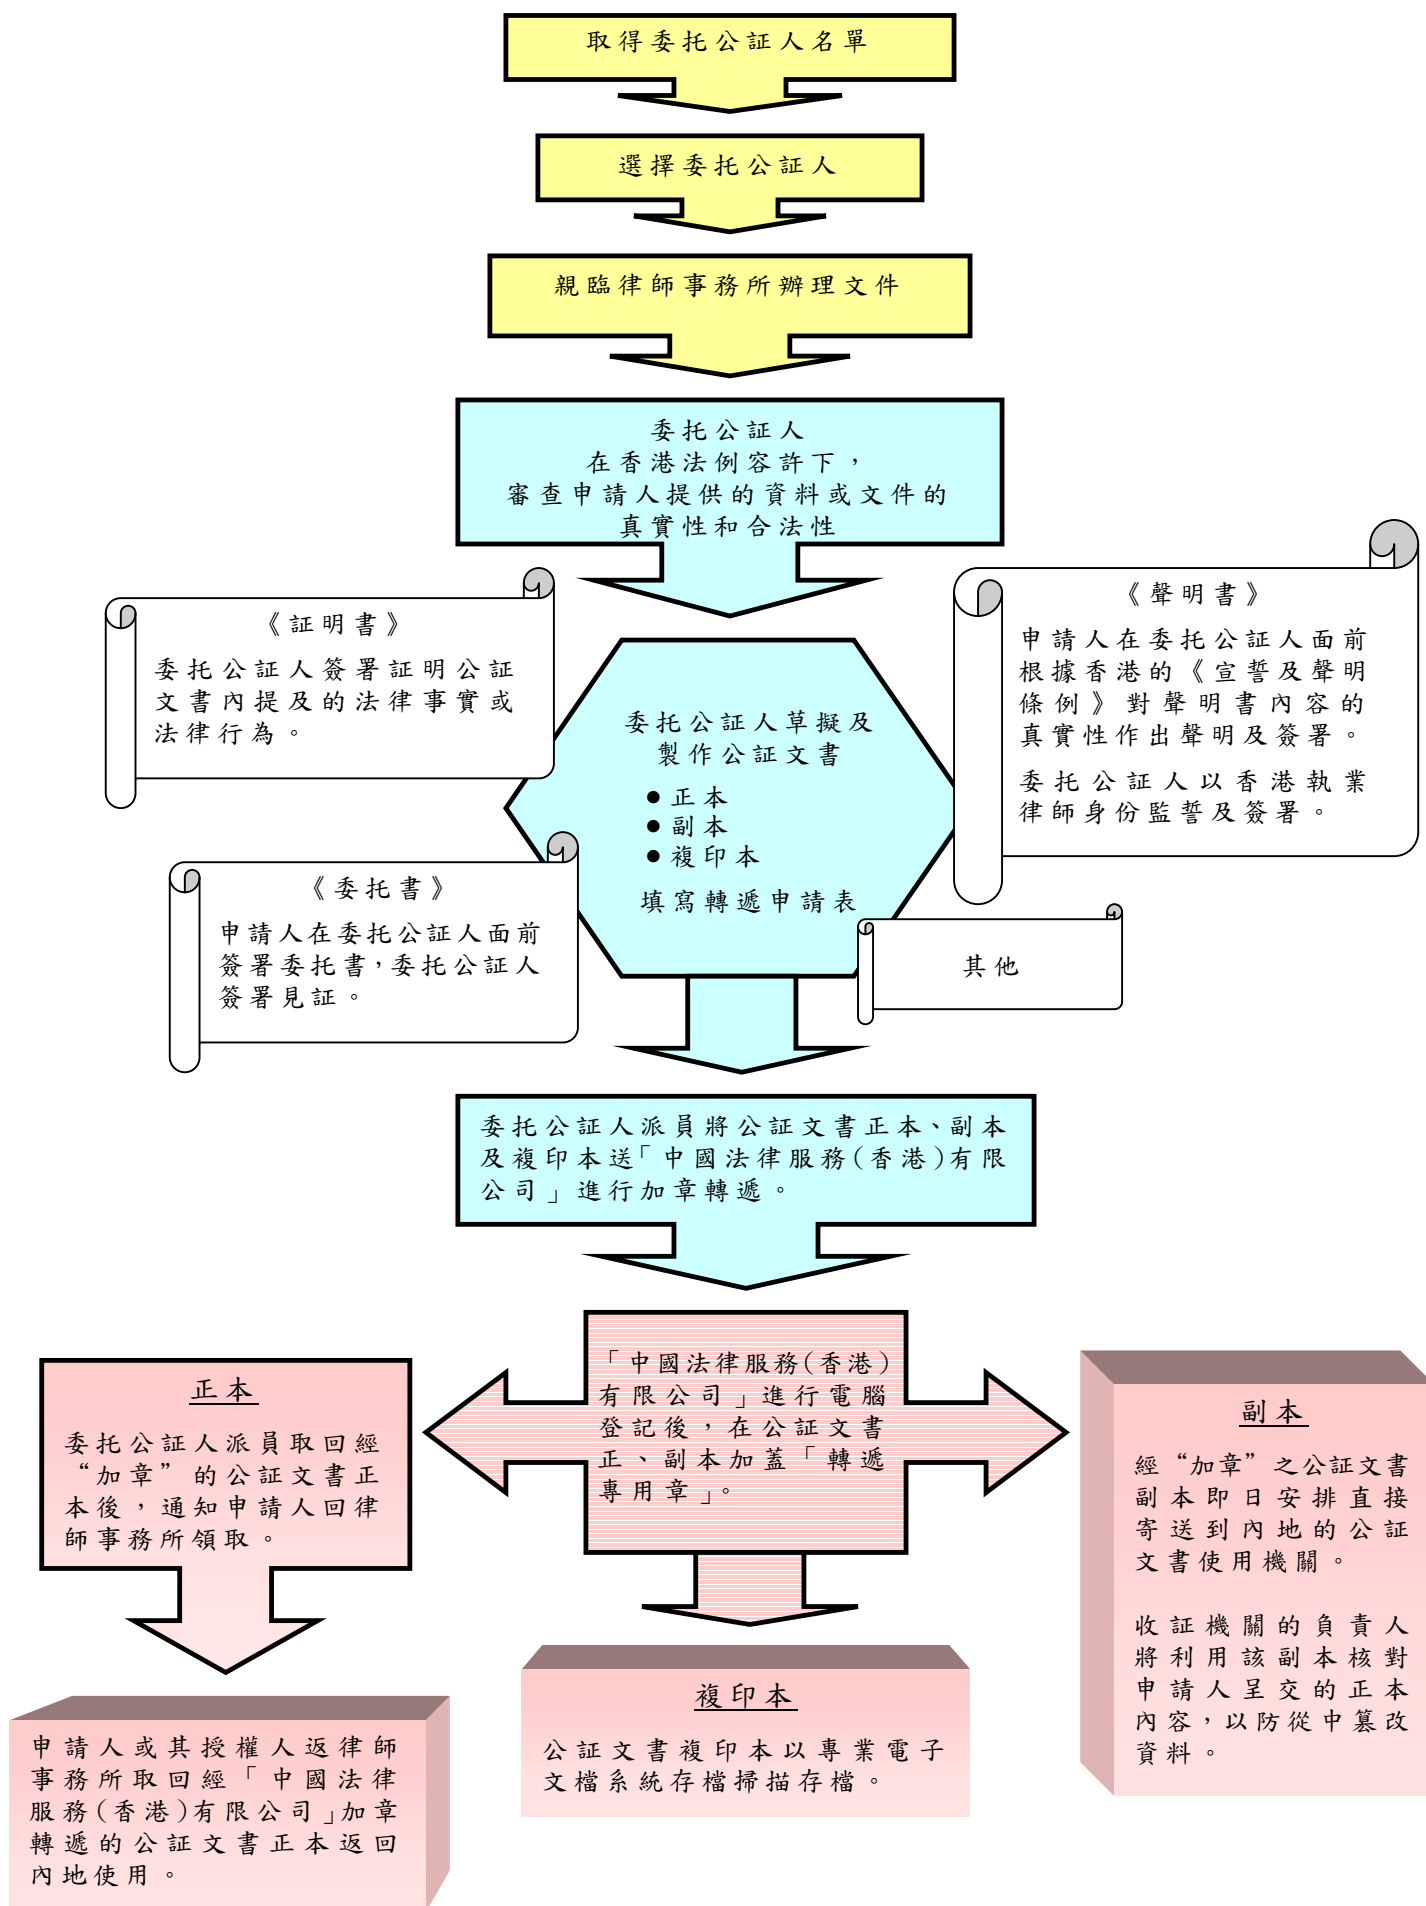 取得委托公証人名單
選擇委托公証人
親臨律師事務所辦理文件
委托公証人
在香港法例容許下，
審查申請人提供的資料或文件的
真實性和合法性
《証明書》
委托公証人簽署証明公証
文書內提及的法律事實或
法律行為。
《聲明書》
申請人在委托公証人面前
根據香港的《宣誓及聲明
條例》對聲明書內容的
真實性作出聲明及簽署。
委托公証人以香港執業
律師身份監誓及簽署。
委托公証人草擬及
製作公証文書
●正本
●副本
●複印本
填寫轉遞申請表
《委托書》
申請人在委托公証人面前
簽署委托書，委托公証人
簽署見証。
其他
委托公証人派員將公証文書正本、副本
及複印本送「中國法律服務(香港)有限
公司」進行加章轉遞。
「中國法律服務(香港)
有限公司」進行電腦
登記後，在公証文書
正、副本加蓋「轉遞
專用章」。
正本
委托公証人派員取回經
“加章”的公証文書正
本後，通知申請人回律
師事務所領取。
副本
經“加章”之公証文書
副本即日安排直接
寄送到內地的公証
文書使用機關。
收証機關的負責人
將利用該副本核對
申請人呈交的正本
內容，以防從中篡改
資料。
複印本
公証文書複印本以專業電子
文檔系統存檔掃描存檔。
申請人或其授權人返律師
事務所取回經「中國法律
服務(香港)有限公司」加章
轉遞的公証文書正本返回
內地使用。